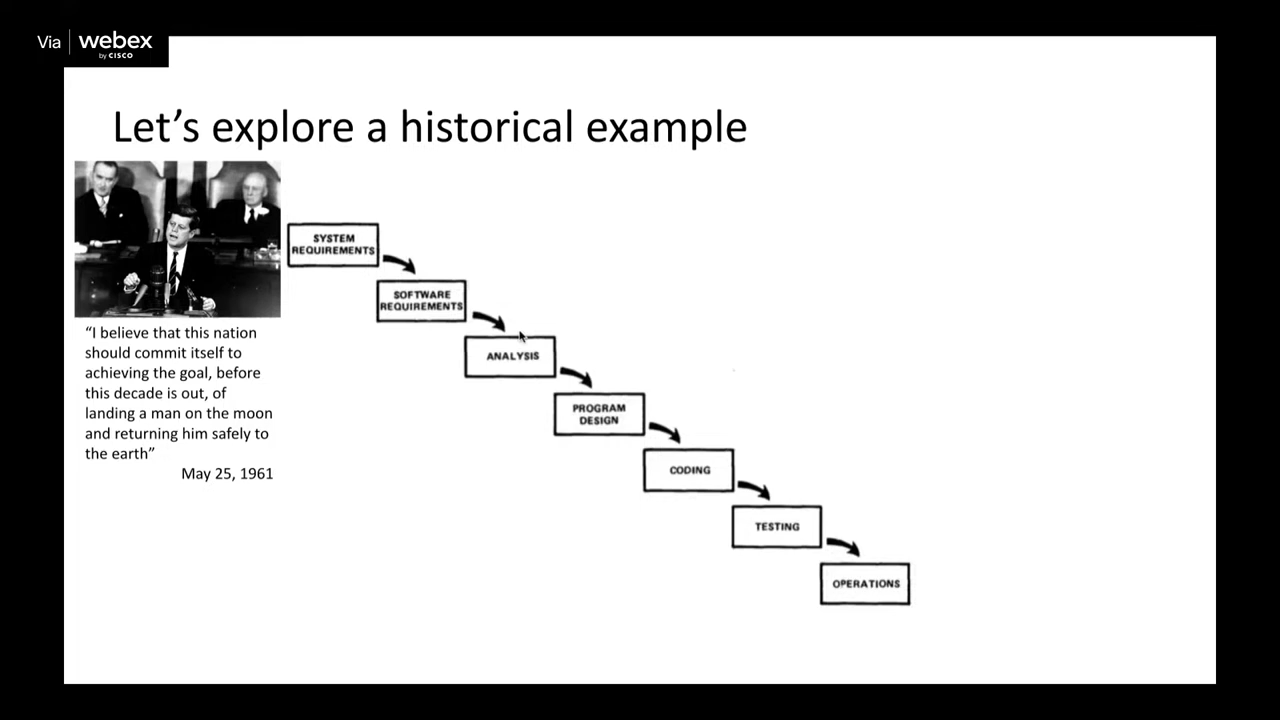 Via webex
by CISCO
Let's explore a historical example
SYSTEM
REQUIREMENTS
SOFTWARE
REQUIREMENTS
ANALYSIS
PROGRAM
DESIGN
CODING
TESTING
OPERATIONS
“I believe that this nation
should commit itself to
achieving the goal, before
this decade is out, of
landing a man on the moon
and returning him safely to
the earth”
May 25, 1961